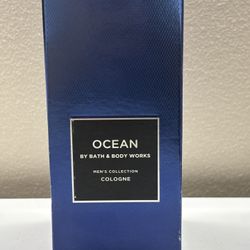 OCEAN
BY BATH & BODY WORKS
MEN'S COLLECTION
COLOGNE